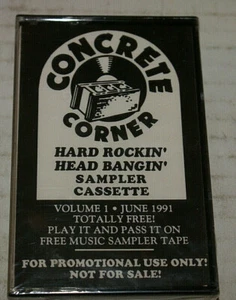 CONCRETE
CORNER
HARD ROCKIN'
HEAD BANGIN'
SAMPLER
CASSETTE
VOLUME 1 • JUNE 1991
TOTALLY FREE!
PLAY IT AND PASS IT ON
FREE MUSIC SAMPLER TAPE
FOR PROMOTIONAL USE ONLY!
NOT FOR SALE!